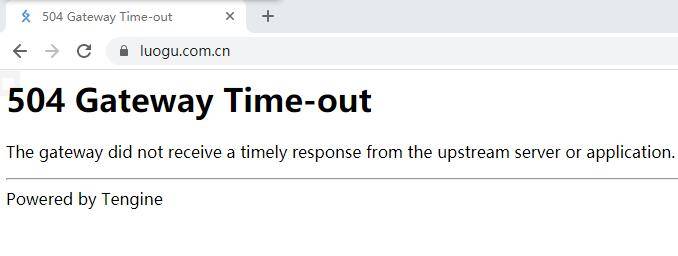 504 Gateway Time-out
luogu.com.cn
504 Gateway Time-out
The gateway did not receive a timely response from the upstream server or application.
Powered by Tengine